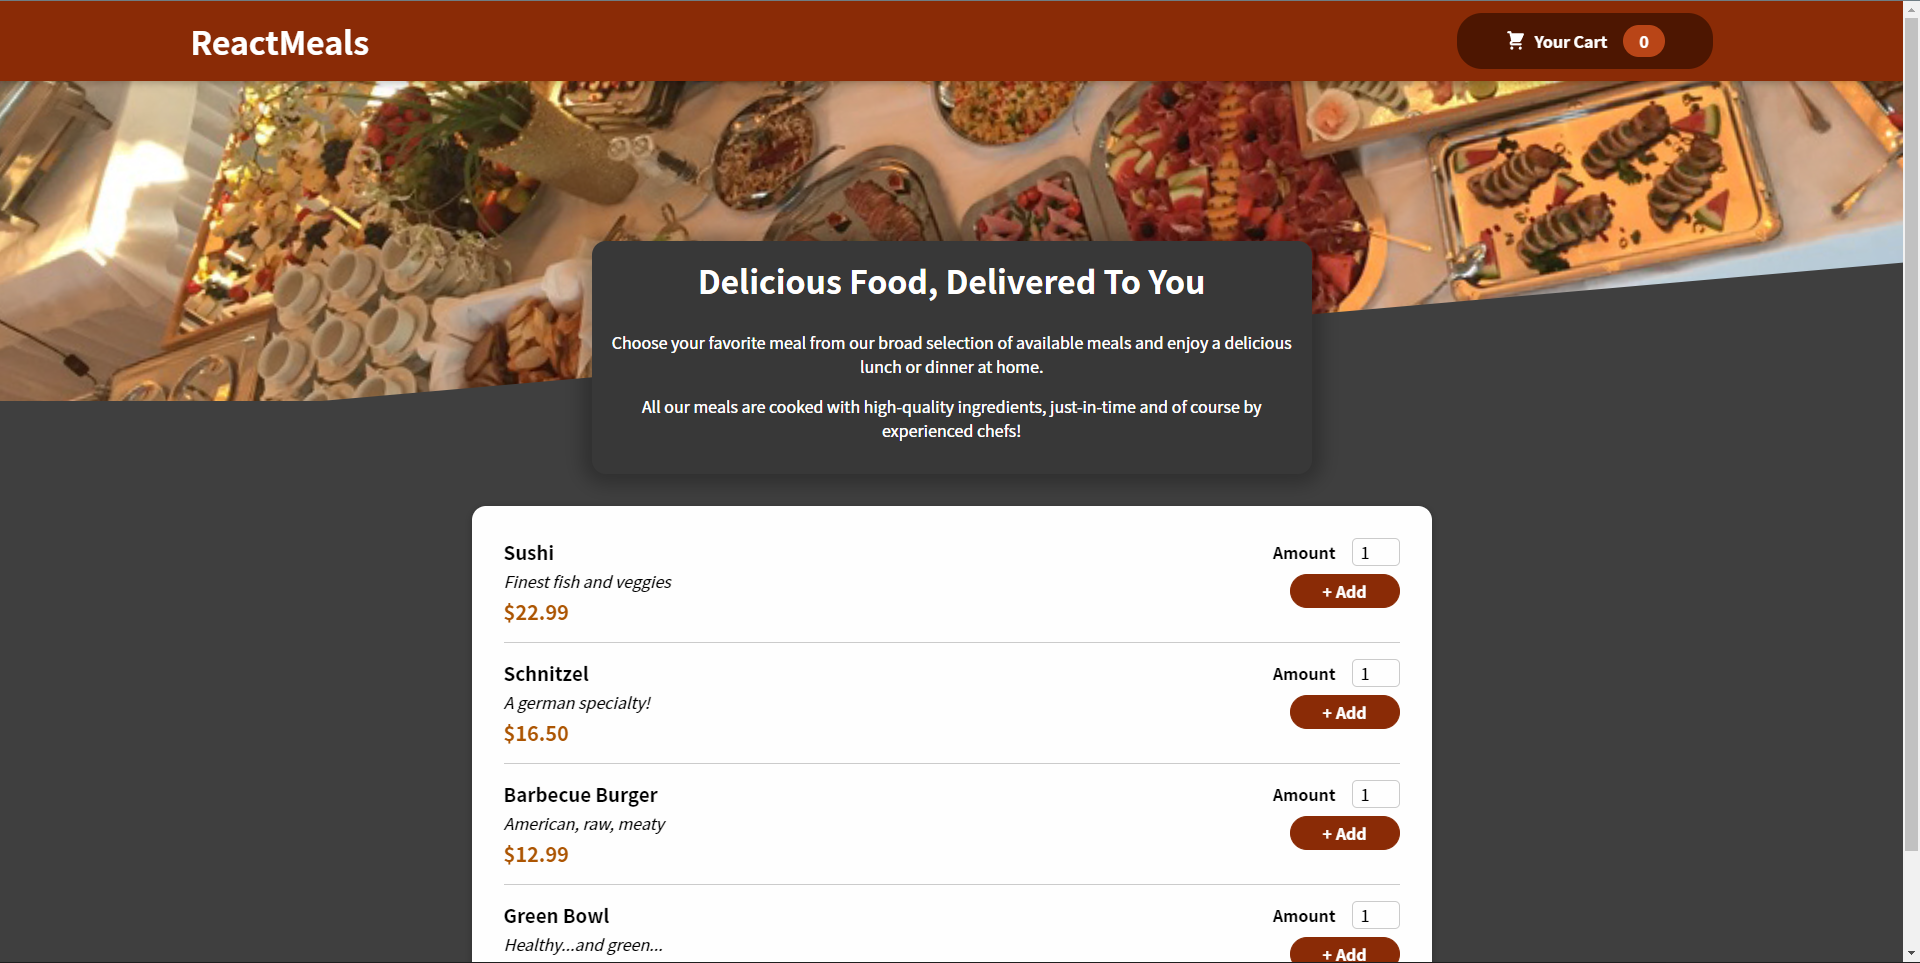 ReactMeals
Your Cart 0
Delicious Food, Delivered To You
Choose your favorite meal from our broad selection of available meals and enjoy a delicious
lunch or dinner at home.
All our meals are cooked with high-quality ingredients, just-in-time and of course by
experienced chefs!
Sushi
Finest fish and veggies
$22.99
Amount 1
+ Add
Schnitzel
A german specialty!
$16.50
Amount 1
+ Add
Barbecue Burger
American, raw, meaty
$12.99
Amount 1
+ Add
Green Bowl
Healthy...and green...
Amount 1
+ Add